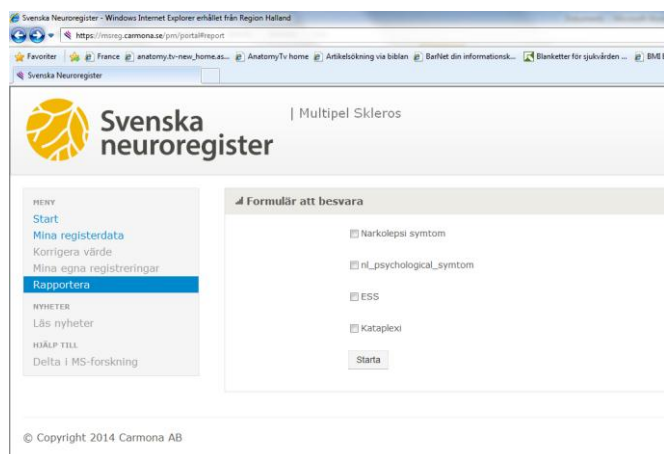 Svenska Neuroregister - Windows Internet Explorer erhållet från Region Halland
https://msreg.carmona.se/pm/portal#report
Favoriter France anatomy.tv-new_home.as... AnatomyTv home Artikelsökning via biblan BarNet din informationsk... Blanketter för sjukvården ... BMI
Svenska Neuroregister
Svenska neuroregister
| Multipel Skleros
MENY
Start
Mina registerdata
Korrigera värde
Mina egna registreringar
Rapportera
NYHETER
Läs nyheter
HJÄLP TILL
Delta i MS-forskning
Formulär att besvara
Narkolepsi symtom
nl_psychological_symtom
ESS
Kataplexi
Starta
© Copyright 2014 Carmona AB